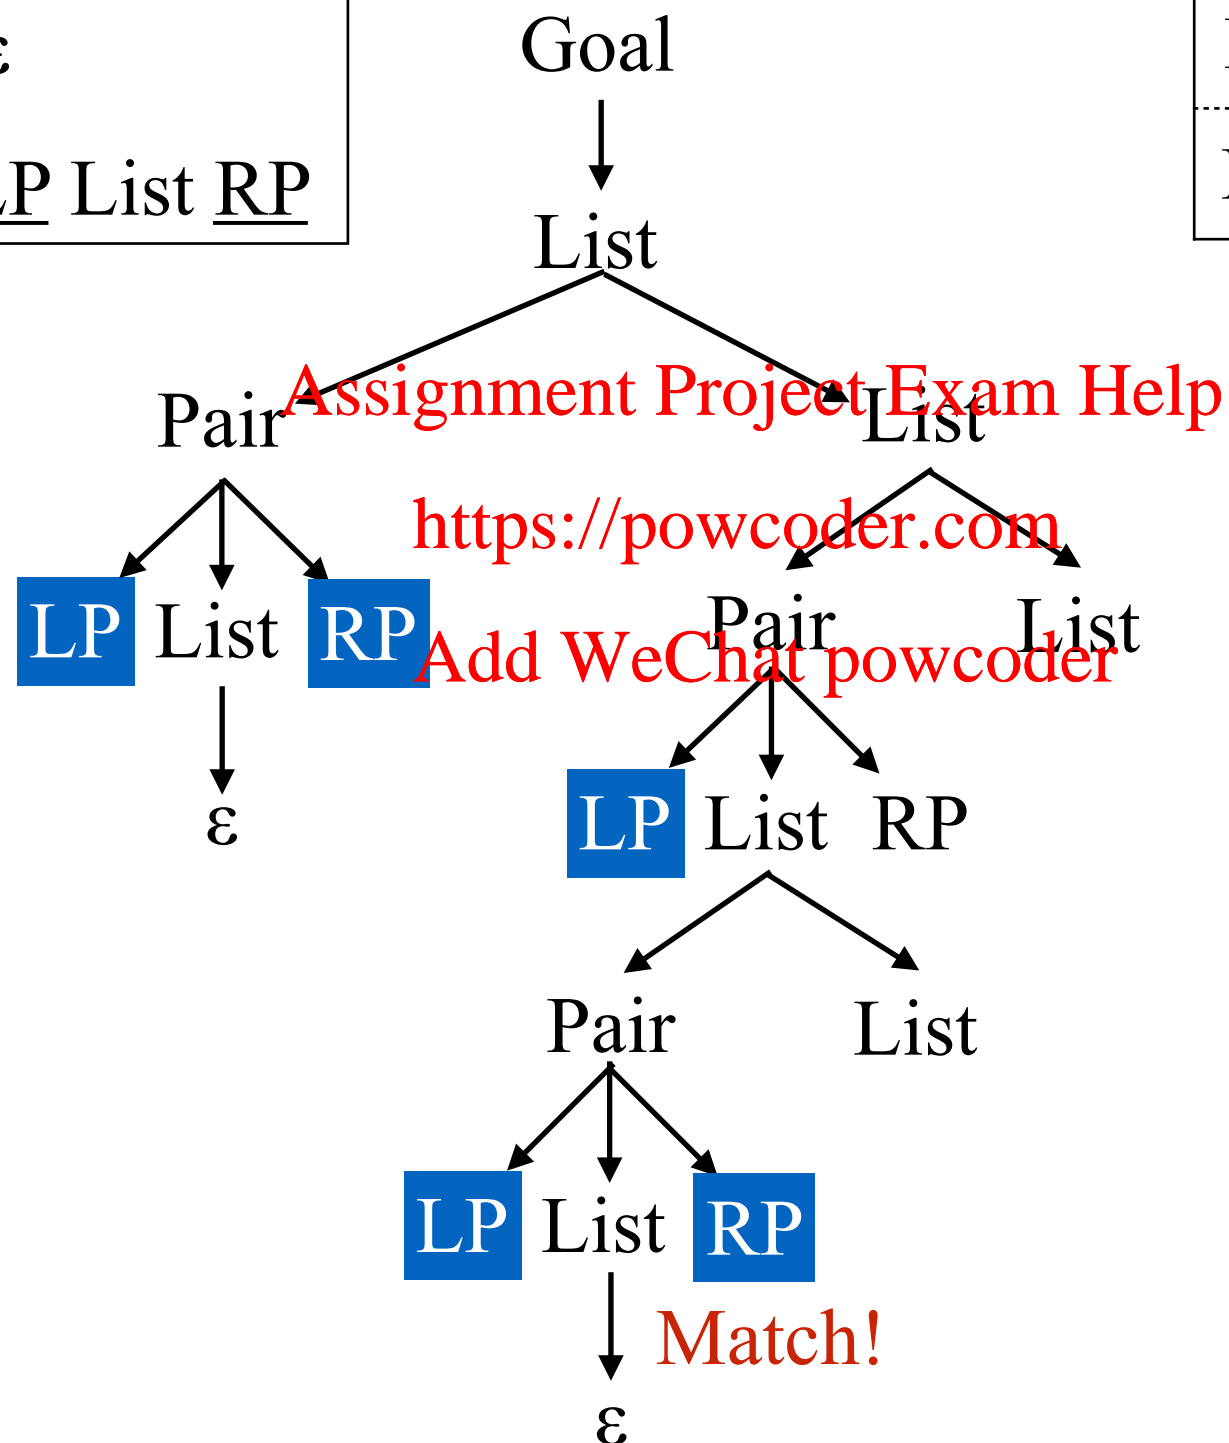 Goal
ε
LP List RP
List
Assignment Project Exam Help
Pair List
https://powcoder.com
Pair List
LP List RP
Add WeChat powcoder
ε
LP List RP
Pair List
LP List RP
Match!
ε